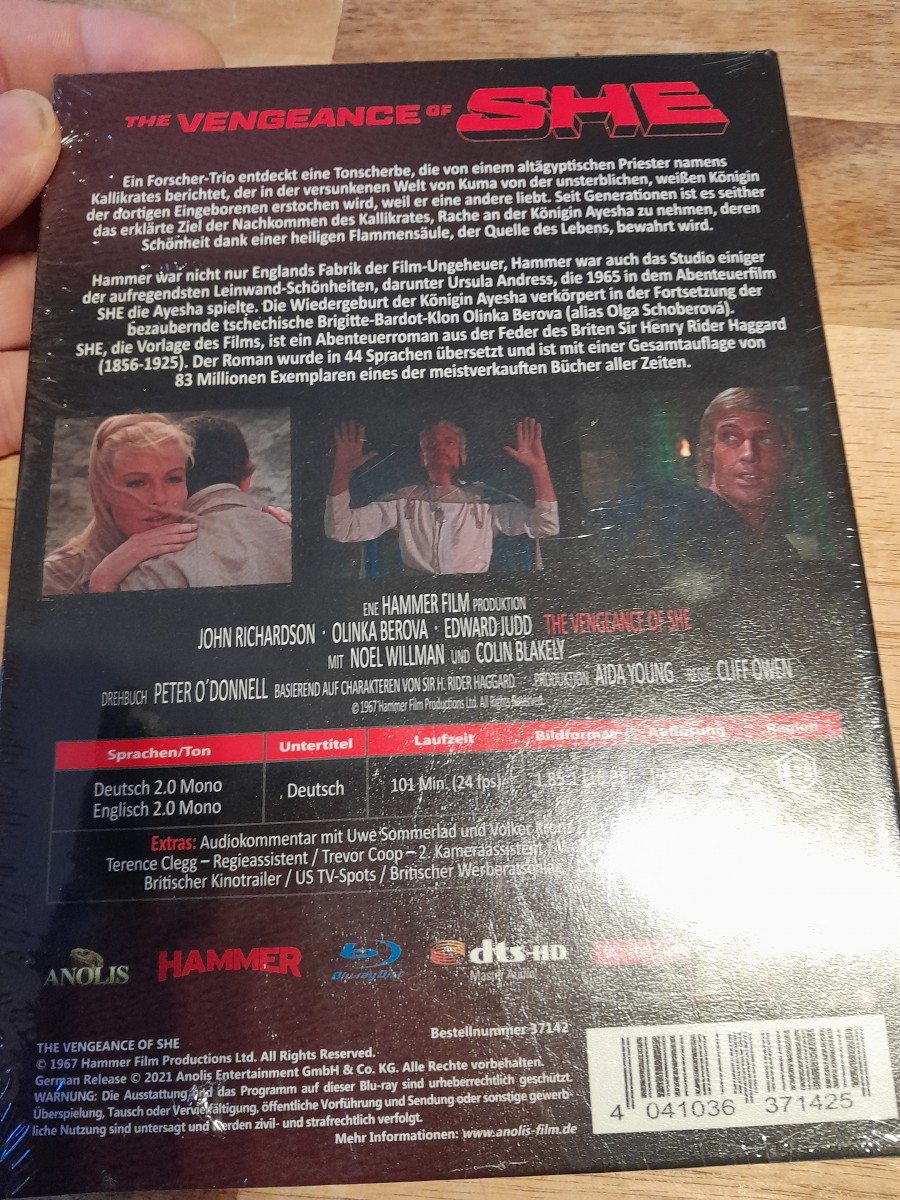 THE VENGEANCE OF SHE
Ein Forscher-Trio entdeckt eine Tonscherbe, die von einem altägyptischen Priester namens
Kallikrates berichtet, der in der versunkenen Welt von Kuma von der unsterblichen, weißen Königin
der dortigen Eingeborenen erstochen wird, weil er eine andere liebt. Seit Generationen ist es seither
das erklärte Ziel der Nachkommen des Kallikrates, Rache an der Königin Ayesha zu nehmen, deren
Schönheit dank einer heiligen Flammensäule, der Quelle des Lebens, bewahrt wird.
Hammer war nicht nur Englands Fabrik der Film-Ungeheuer, Hammer war auch das Studio einiger
der aufregendsten Leinwand-Schönheiten, darunter Ursula Andress, die 1965 in dem Abenteuerfilm
SHE die Ayesha spielte. Die Wiedergeburt der Königin Ayesha verkörpert in der Fortsetzung der
bezaubernde tschechische Brigitte-Bardot-Klon Olinka Berova (alias Olga Schoberová).
SHE, die Vorlage des Films, ist ein Abenteuerroman aus der Feder des Briten Sir Henry Rider Haggard
(1856-1925). Der Roman wurde in 44 Sprachen übersetzt und ist mit einer Gesamtauflage von
83 Millionen Exemplaren eines der meistverkauften Bücher aller Zeiten.
ENE HAMMER FILM PRODUKTION
JOHN RICHARDSON · OLINKA BEROVA · EDWARD JUDD THE VENGEANCE OF SHE
MIT NOEL WILLMAN UND COLIN BLAKELY
DREHBUCH PETER O´DONNELL BASIEREND AUF CHARAKTEREN VON SIR H. RIDER HAGGARD PRODUKTION AIDA YOUNG REGIE CLIFF OWEN
© 1967 Hammer Film Productions Ltd. All Rights Reserved.
Sprachen/Ton Untertitel Laufzeit Bildformat Auflösung Region
Deutsch 2.0 Mono Deutsch 101 Min. (24 fps)
Englisch 2.0 Mono
Extras: Audiokommentar mit Uwe Sommerlad und Volker
Terence Clegg – Regieassistent / Trevor Coop – 2. Kameraassistent
Britischer Kinotrailer / US TV-Spots / Britischer
ANOLIS HAMMER Blu-ray Disc dts-HD Master Audio
Bestellnummer 37142
THE VENGEANCE OF SHE
© 1967 Hammer Film Productions Ltd. All Rights Reserved.
German Release © 2021 Anolis Entertainment GmbH & Co. KG. Alle Rechte vorbehalten.
WARNUNG: Die Ausstattung und das Programm auf dieser Blu-ray sind urheberrechtlich geschützt.
Überspielung, Tausch oder Vervielfältigung, öffentliche Vorführung und Sendung oder sonstige gewerb-
liche Nutzung sind untersagt und werden zivil- und strafrechtlich verfolgt.
Mehr Informationen: www.anolis-film.de
4 041036 371425